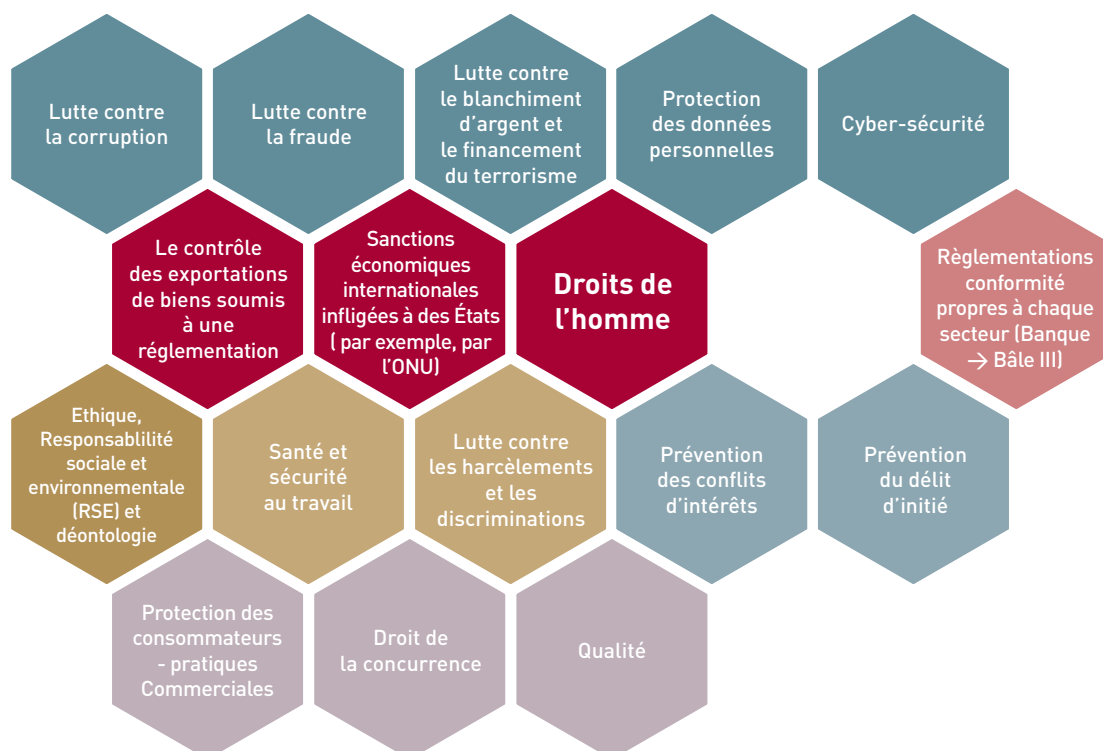 Lutte contre
la corruption
Lutte contre
la fraude
Lutte contre
le blanchiment
d’argent et
le financement
du terrorisme
Protection
des données
personnelles
Cyber-sécurité
Le contrôle
des exportations
de biens soumis
à une
réglementation
Sanctions
économiques
internationales
infligées à des États
( par exemple, par
l’ONU)
Droits de
l’homme
Règlementations
conformité
propres à chaque
secteur (Banque
→ Bâle III)
Ethique,
Responsablilité
sociale et
environnementale
(RSE) et
déontologie
Santé et
sécurité
au travail
Lutte contre
les harcèlements
et les
discriminations
Prévention
des conflits
d’intérêts
Prévention
du délit
d’initié
Protection des
consommateurs
- pratiques
Commerciales
Droit de
la concurrence
Qualité